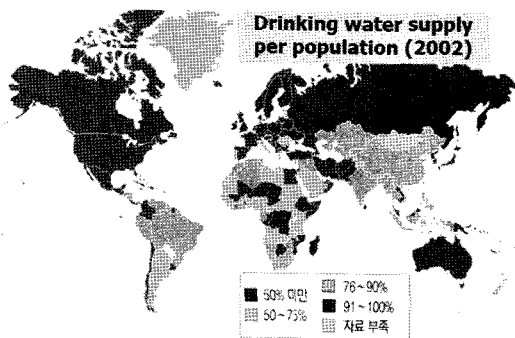 Drinking water supply
per population (2002)
50% 미만
50~75%
76~90%
91~100%
자료 부족